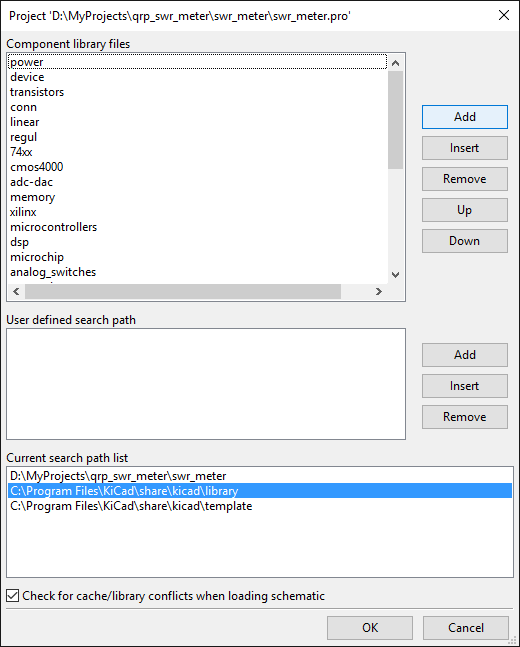 Project 'D:\MyProjects\qrp_swr_meter\swr_meter\swr_meter.pro'
Component library files
power
device
transistors
conn
linear
regul
74xx
cmos4000
adc-dac
memory
xilinx
microcontrollers
dsp
microchip
analog_switches
Add
Insert
Remove
Up
Down
User defined search path
Add
Insert
Remove
Current search path list
D:\MyProjects\qrp_swr_meter\swr_meter
C:\Program Files\KiCad\share\kicad\library
C:\Program Files\KiCad\share\kicad\template
Check for cache/library conflicts when loading schematic
OK
Cancel